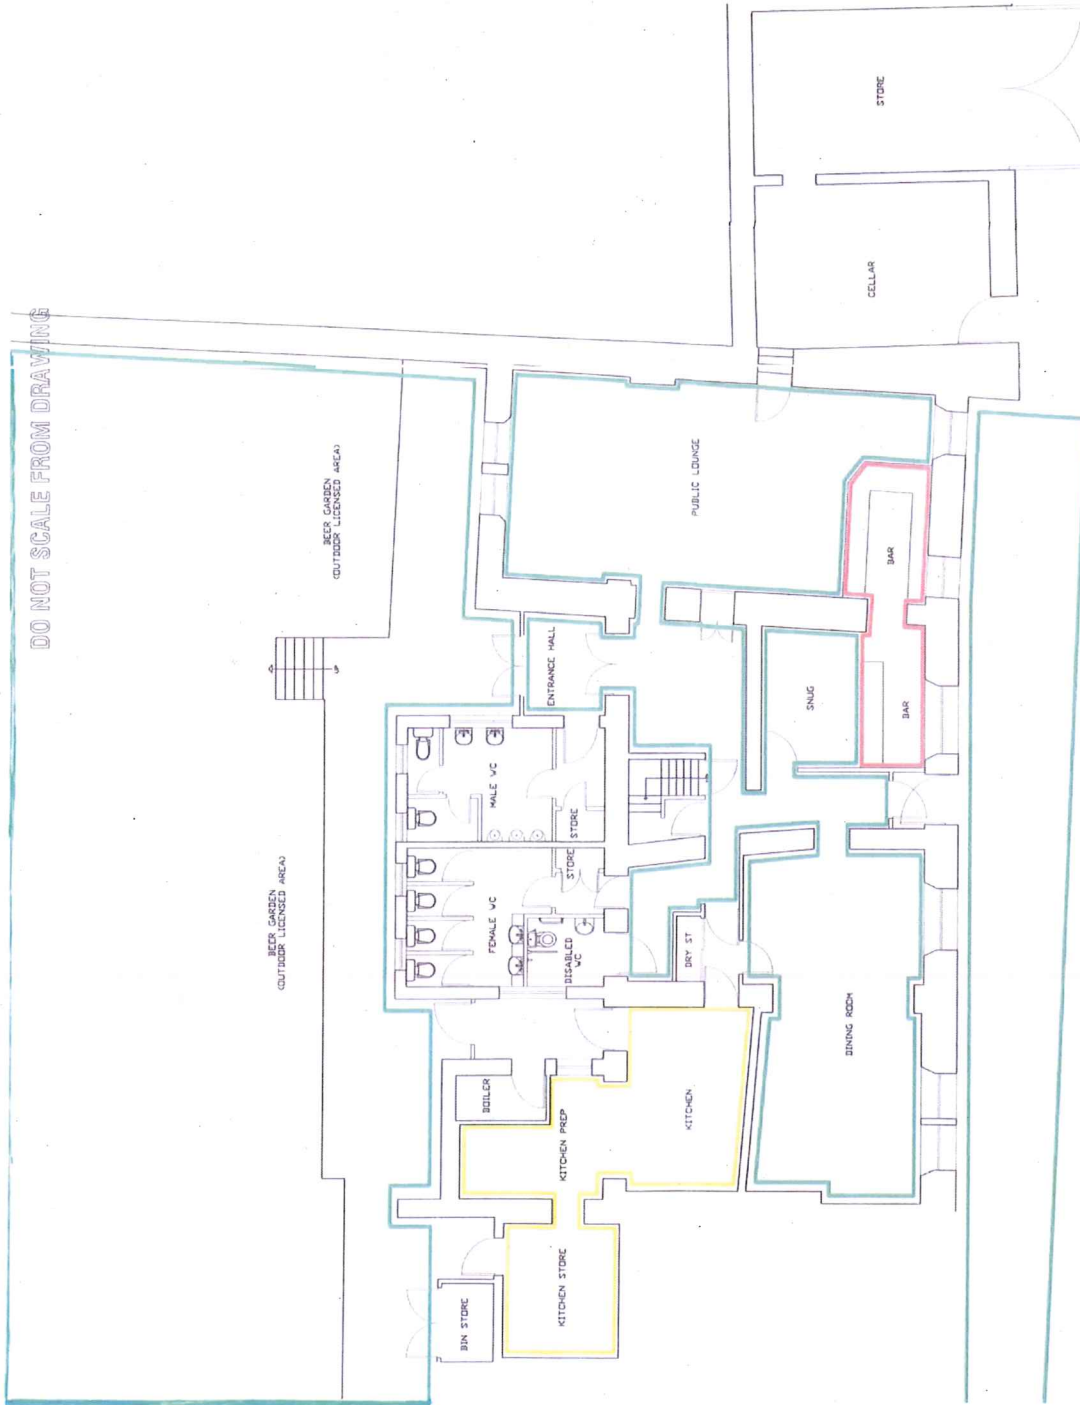 DO NOT SCALE FROM DRAWING
BEER GARDEN
(OUTDOOR LICENSED AREA)
BEER GARDEN
(OUTDOOR LICENSED AREA)
STORE
CELLAR
PUBLIC LOUNGE
BAR
BAR
SNUG
ENTRANCE HALL
MALE WC
STORE
STORE
FEMALE WC
DISABLED
WC
DRY ST
DINING ROOM
BOILER
KITCHEN PREP
KITCHEN
KITCHEN STORE
BIN STORE